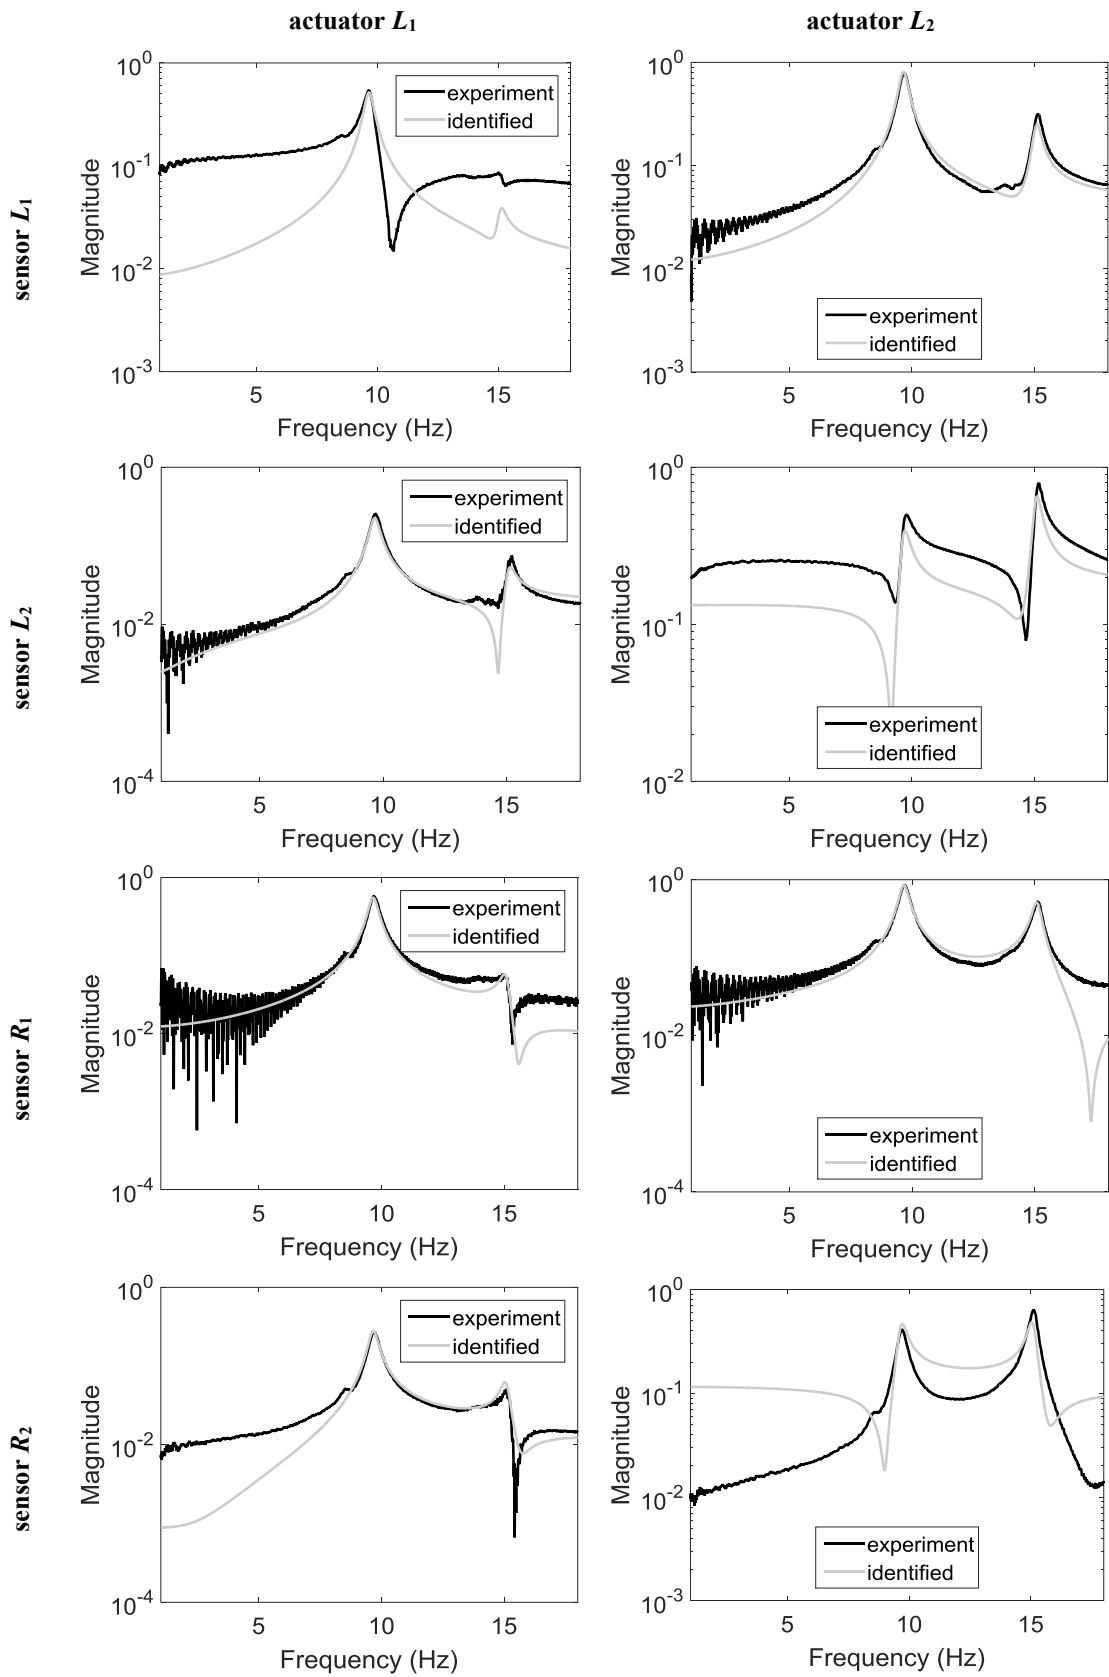 actuator L1
actuator L2
sensor L1
Magnitude
10^0
10^-1
10^-2
10^-3
experiment
identified
5
10
15
Frequency (Hz)
Magnitude
10^0
10^-1
10^-2
10^-3
experiment
identified
5
10
15
Frequency (Hz)
sensor L2
Magnitude
10^0
10^-2
10^-4
experiment
identified
5
10
15
Frequency (Hz)
Magnitude
10^0
10^-1
10^-2
experiment
identified
5
10
15
Frequency (Hz)
sensor R1
Magnitude
10^0
10^-2
10^-4
experiment
identified
5
10
15
Frequency (Hz)
Magnitude
10^0
10^-2
10^-4
experiment
identified
5
10
15
Frequency (Hz)
sensor R2
Magnitude
10^0
10^-2
10^-4
experiment
identified
5
10
15
Frequency (Hz)
Magnitude
10^0
10^-1
10^-2
10^-3
experiment
identified
5
10
15
Frequency (Hz)